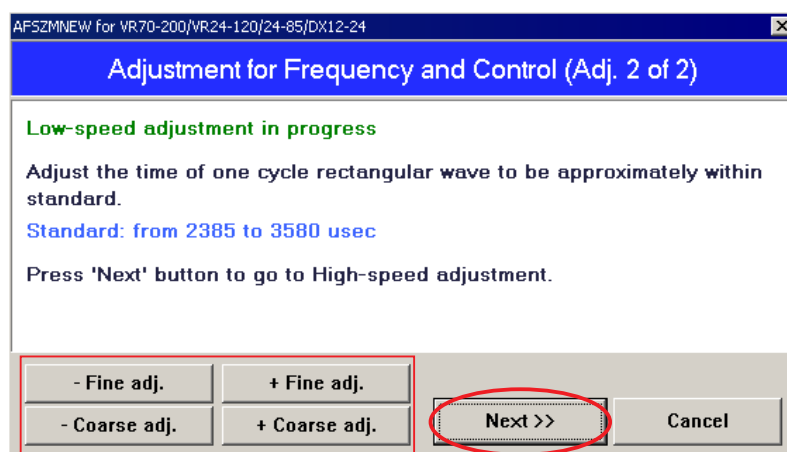 AFSZMNEW for VR70-200/VR24-120/24-85/DX12-24
Adjustment for Frequency and Control (Adj. 2 of 2)
Low-speed adjustment in progress
Adjust the time of one cycle rectangular wave to be approximately within
standard.
Standard: from 2385 to 3580 usec
Press 'Next' button to go to High-speed adjustment.
- Fine adj. + Fine adj.
- Coarse adj. + Coarse adj. Next >> Cancel